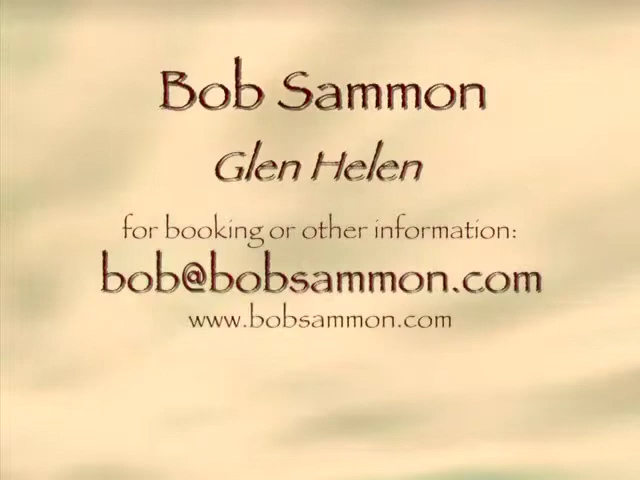 Bob Sammon
Glen Helen
for booking or other information:
bob@bobsammon.com
www.bobsammon.com